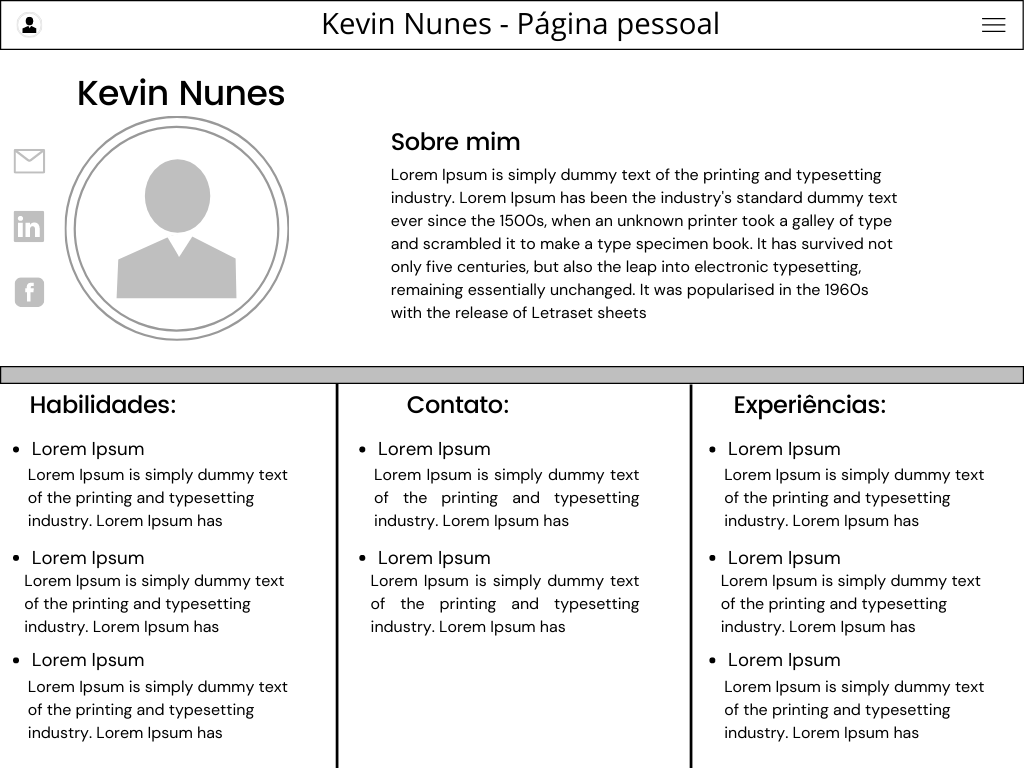 Kevin Nunes - Página pessoal
Kevin Nunes
in
f
Sobre mim
Lorem Ipsum is simply dummy text of the printing and typesetting
industry. Lorem Ipsum has been the industry's standard dummy text
ever since the 1500s, when an unknown printer took a galley of type
and scrambled it to make a type specimen book. It has survived not
only five centuries, but also the leap into electronic typesetting,
remaining essentially unchanged. It was popularised in the 1960s
with the release of Letraset sheets
Habilidades:
• Lorem Ipsum
Lorem Ipsum is simply dummy text
of the printing and typesetting
industry. Lorem Ipsum has
• Lorem Ipsum
Lorem Ipsum is simply dummy text
of the printing and typesetting
industry. Lorem Ipsum has
• Lorem Ipsum
Lorem Ipsum is simply dummy text
of the printing and typesetting
industry. Lorem Ipsum has
Contato:
• Lorem Ipsum
Lorem Ipsum is simply dummy text
of the printing and typesetting
industry. Lorem Ipsum has
• Lorem Ipsum
Lorem Ipsum is simply dummy text
of the printing and typesetting
industry. Lorem Ipsum has
Experiências:
• Lorem Ipsum
Lorem Ipsum is simply dummy text
of the printing and typesetting
industry. Lorem Ipsum has
• Lorem Ipsum
Lorem Ipsum is simply dummy text
of the printing and typesetting
industry. Lorem Ipsum has
• Lorem Ipsum
Lorem Ipsum is simply dummy text
of the printing and typesetting
industry. Lorem Ipsum has